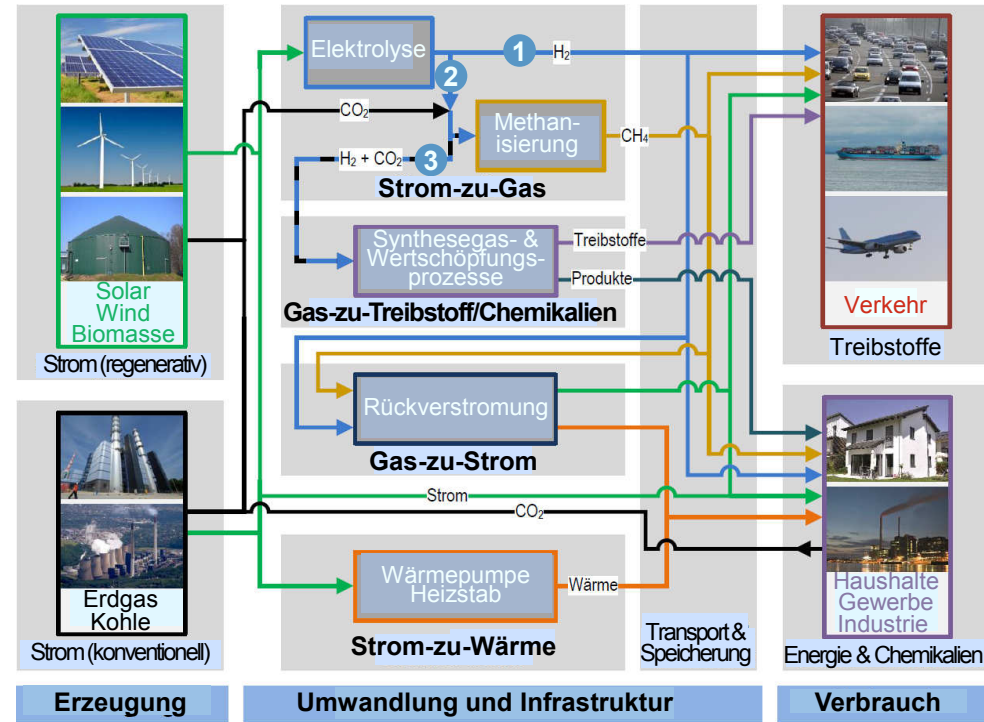 Solar
Wind
Biomasse
Strom (regenerativ)
Erdgas
Kohle
Strom (konventionell)
Erzeugung
Elektrolyse
1
H2
2
CO2
Methan-
isierung
CH4
H2 + CO2
3
Strom-zu-Gas
Synthesegas- &
Wertschöpfungs-
prozesse
Treibstoffe
Produkte
Gas-zu-Treibstoff/Chemikalien
Rückverstromung
Gas-zu-Strom
Strom
CO2
Wärmepumpe
Heizstab
Wärme
Strom-zu-Wärme
Transport &
Speicherung
Umwandlung und Infrastruktur
Verkehr
Treibstoffe
Haushalte
Gewerbe
Industrie
Energie & Chemikalien
Verbrauch